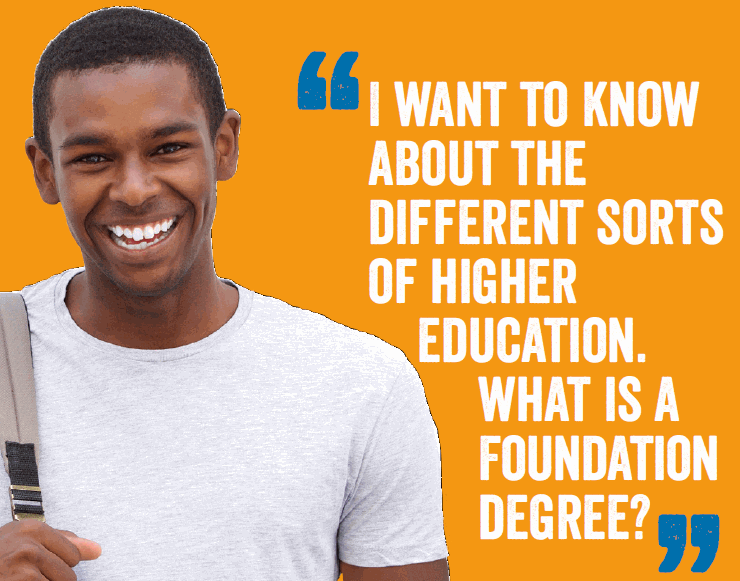 “I WANT TO KNOW
ABOUT THE
DIFFERENT SORTS
OF HIGHER
EDUCATION.
WHAT IS A
FOUNDATION
DEGREE?”